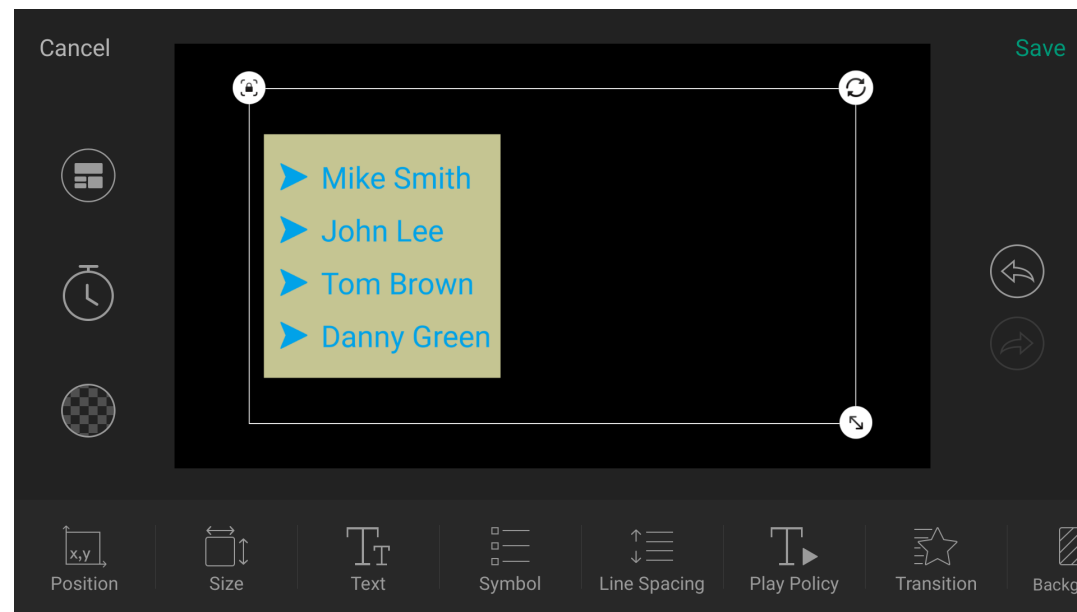 Cancel
Save
Mike Smith
John Lee
Tom Brown
Danny Green
x,y
Position
Size
Text
Symbol
Line Spacing
Play Policy
Transition
Backg